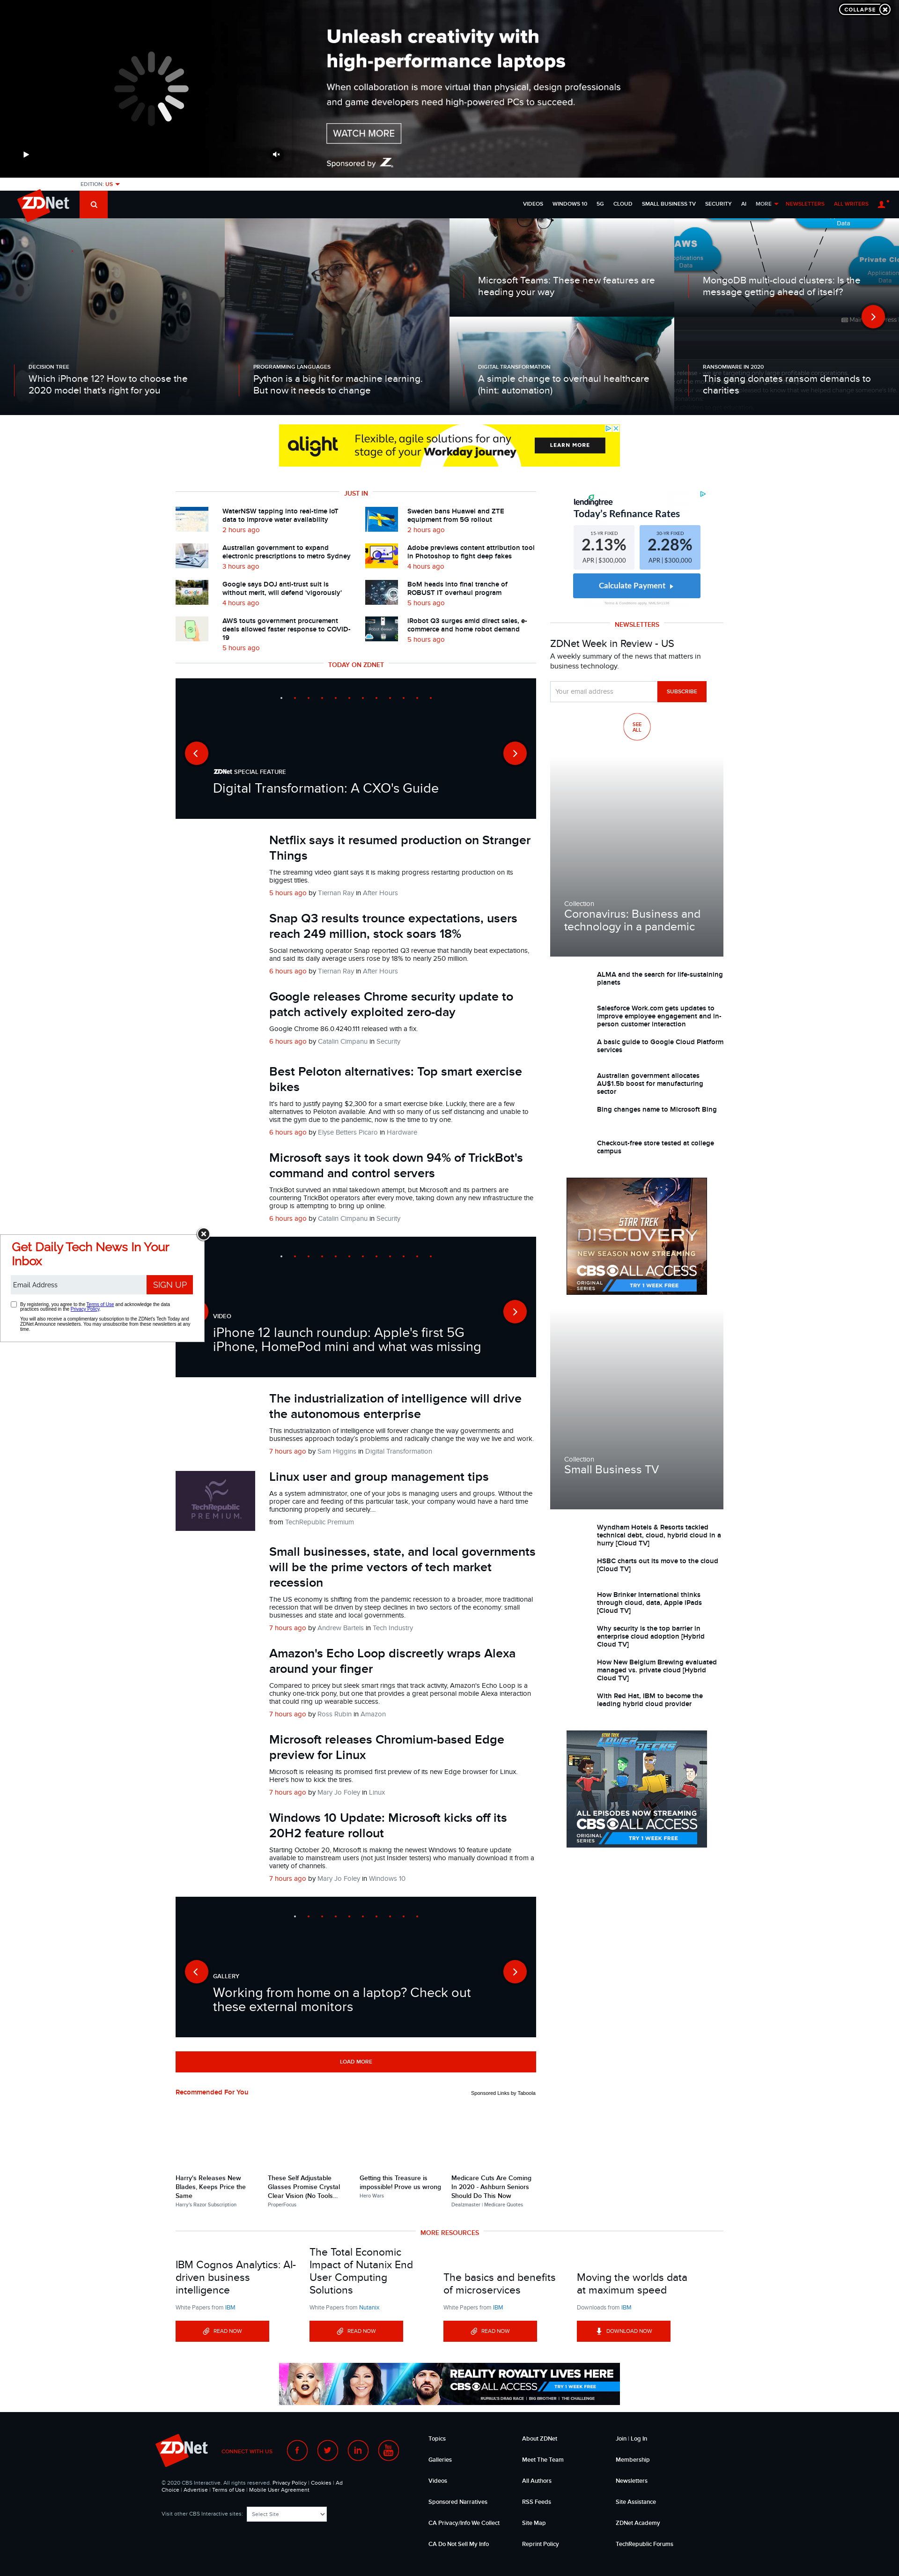 COLLAPSE
Unleash creativity with
high-performance laptops
When collaboration is more virtual than physical, design professionals
and game developers need high-powered PCs to succeed.
WATCH MORE
Sponsored by Z
EDITION: US
ZDNet
VIDEOS WINDOWS 10 5G CLOUD SMALL BUSINESS TV SECURITY AI MORE NEWSLETTERS ALL WRITERS
DECISION TREE
Which iPhone 12? How to choose the
2020 model that's right for you
PROGRAMMING LANGUAGES
Python is a big hit for machine learning.
But now it needs to change
Microsoft Teams: These new features are
heading your way
DIGITAL TRANSFORMATION
A simple change to overhaul healthcare
(hint: automation)
Data
AWS
Applications
Data
Private Clo
Application
Data
MongoDB multi-cloud clusters: Is the
message getting ahead of itself?
RANSOMWARE IN 2020
This gang donates ransom demands to
charities
alight
Flexible, agile solutions for any
stage of your Workday journey
LEARN MORE
JUST IN
WaterNSW tapping into real-time IoT
data to improve water availability
2 hours ago
Australian government to expand
electronic prescriptions to metro Sydney
3 hours ago
Google says DOJ anti-trust suit is
without merit, will defend 'vigorously'
4 hours ago
AWS touts government procurement
deals allowed faster response to COVID-
19
5 hours ago
Sweden bans Huawei and ZTE
equipment from 5G rollout
2 hours ago
Adobe previews content attribution tool
in Photoshop to fight deep fakes
4 hours ago
BoM heads into final tranche of
ROBUST IT overhaul program
5 hours ago
iRobot Q3 surges amid direct sales, e-
commerce and home robot demand
5 hours ago
TODAY ON ZDNET
ZDNet SPECIAL FEATURE
Digital Transformation: A CXO's Guide
Netflix says it resumed production on Stranger
Things
The streaming video giant says it is making progress restarting production on its
biggest titles.
5 hours ago by Tiernan Ray in After Hours
Snap Q3 results trounce expectations, users
reach 249 million, stock soars 18%
Social networking operator Snap reported Q3 revenue that handily beat expectations,
and said its daily average users rose by 18% to nearly 250 million.
6 hours ago by Tiernan Ray in After Hours
Google releases Chrome security update to
patch actively exploited zero-day
Google Chrome 86.0.4240.111 released with a fix.
6 hours ago by Catalin Cimpanu in Security
Best Peloton alternatives: Top smart exercise
bikes
It's hard to justify paying $2,300 for a smart exercise bike. Luckily, there are a few
alternatives to Peloton available. And with so many of us self distancing and unable to
visit the gym due to the pandemic, now is the time to try one.
6 hours ago by Elyse Betters Picaro in Hardware
Microsoft says it took down 94% of TrickBot's
command and control servers
TrickBot survived an initial takedown attempt, but Microsoft and its partners are
countering TrickBot operators after every move, taking down any new infrastructure the
group is attempting to bring up online.
6 hours ago by Catalin Cimpanu in Security
VIDEO
iPhone 12 launch roundup: Apple's first 5G
iPhone, HomePod mini and what was missing
Get Daily Tech News In Your
Inbox
Email Address
SIGN UP
By registering, you agree to the Terms of Use and acknowledge the data
practices outlined in the Privacy Policy.
You will also receive a complimentary subscription to the ZDNet's Tech Today and
ZDNet Announce newsletters. You may unsubscribe from these newsletters at any
time.
The industrialization of intelligence will drive
the autonomous enterprise
This industrialization of intelligence will forever change the way governments and
businesses approach today's problems and radically change the way we live and work.
7 hours ago by Sam Higgins in Digital Transformation
TechRepublic
PREMIUM.
Linux user and group management tips
As a system administrator, one of your jobs is managing users and groups. Without the
proper care and feeding of this particular task, your company would have a hard time
functioning properly and securely....
from TechRepublic Premium
Small businesses, state, and local governments
will be the prime vectors of tech market
recession
The US economy is shifting from the pandemic recession to a broader, more traditional
recession that will be driven by steep declines in two sectors of the economy: small
businesses and state and local governments.
7 hours ago by Andrew Bartels in Tech Industry
Amazon's Echo Loop discreetly wraps Alexa
around your finger
Compared to pricey but sleek smart rings that track activity, Amazon's Echo Loop is a
chunky one-trick pony, but one that provides a great personal mobile Alexa interaction
that could ring up wearable success.
7 hours ago by Ross Rubin in Amazon
Microsoft releases Chromium-based Edge
preview for Linux
Microsoft is releasing its promised first preview of its new Edge browser for Linux.
Here's how to kick the tires.
7 hours ago by Mary Jo Foley in Linux
Windows 10 Update: Microsoft kicks off its
20H2 feature rollout
Starting October 20, Microsoft is making the newest Windows 10 feature update
available to mainstream users (not just Insider testers) who manually download it from a
variety of channels.
7 hours ago by Mary Jo Foley in Windows 10
GALLERY
Working from home on a laptop? Check out
these external monitors
LOAD MORE
lendingtree
Today's Refinance Rates
15-YR FIXED
2.13%
APR | $300,000
30-YR FIXED
2.28%
APR | $300,000
Calculate Payment
NEWSLETTERS
ZDNet Week in Review - US
A weekly summary of the news that matters in
business technology.
Your email address
SUBSCRIBE
SEE
ALL
Collection
Coronavirus: Business and
technology in a pandemic
ALMA and the search for life-sustaining
planets
Salesforce Work.com gets updates to
improve employee engagement and in-
person customer interaction
A basic guide to Google Cloud Platform
services
Australian government allocates
AU$1.5b boost for manufacturing
sector
Bing changes name to Microsoft Bing
Checkout-free store tested at college
campus
STAR TREK
DISCOVERY
NEW SEASON NOW STREAMING
CBS ALL ACCESS
ORIGINAL
SERIES
TRY 1 WEEK FREE
Collection
Small Business TV
Wyndham Hotels & Resorts tackled
technical debt, cloud, hybrid cloud in a
hurry [Cloud TV]
HSBC charts out its move to the cloud
[Cloud TV]
How Brinker International thinks
through cloud, data, Apple iPads
[Cloud TV]
Why security is the top barrier in
enterprise cloud adoption [Hybrid
Cloud TV]
How New Belgium Brewing evaluated
managed vs. private cloud [Hybrid
Cloud TV]
With Red Hat, IBM to become the
leading hybrid cloud provider
STAR TREK
LOWER DECKS
ALL EPISODES NOW STREAMING
CBS ALL ACCESS
ORIGINAL
SERIES
TRY 1 WEEK FREE
Recommended For You
Sponsored Links by Taboola
Harry's Releases New
Blades, Keeps Price the
Same
Harry's Razor Subscription
These Self Adjustable
Glasses Promise Crystal
Clear Vision (No Tools...
ProperFocus
Getting this Treasure is
impossible! Prove us wrong
Hero Wars
Medicare Cuts Are Coming
In 2020 - Ashburn Seniors
Should Do This Now
Dealzmaster | Medicare Quotes
MORE RESOURCES
IBM Cognos Analytics: AI-
driven business
intelligence
White Papers from IBM
READ NOW
The Total Economic
Impact of Nutanix End
User Computing
Solutions
White Papers from Nutanix
READ NOW
The basics and benefits
of microservices
White Papers from IBM
READ NOW
Moving the worlds data
at maximum speed
Downloads from IBM
DOWNLOAD NOW
REALITY ROYALTY LIVES HERE
CBS ALL ACCESS
TRY 1 WEEK FREE
RUPAUL'S DRAG RACE | BIG BROTHER | THE CHALLENGE
ZDNet
CONNECT WITH US
© 2020 CBS Interactive. All rights reserved. Privacy Policy | Cookies | Ad
Choice | Advertise | Terms of Use | Mobile User Agreement
Visit other CBS Interactive sites:
Select Site
Topics
Galleries
Videos
Sponsored Narratives
CA Privacy/Info We Collect
CA Do Not Sell My Info
About ZDNet
Meet The Team
All Authors
RSS Feeds
Site Map
Reprint Policy
Join | Log In
Membership
Newsletters
Site Assistance
ZDNet Academy
TechRepublic Forums